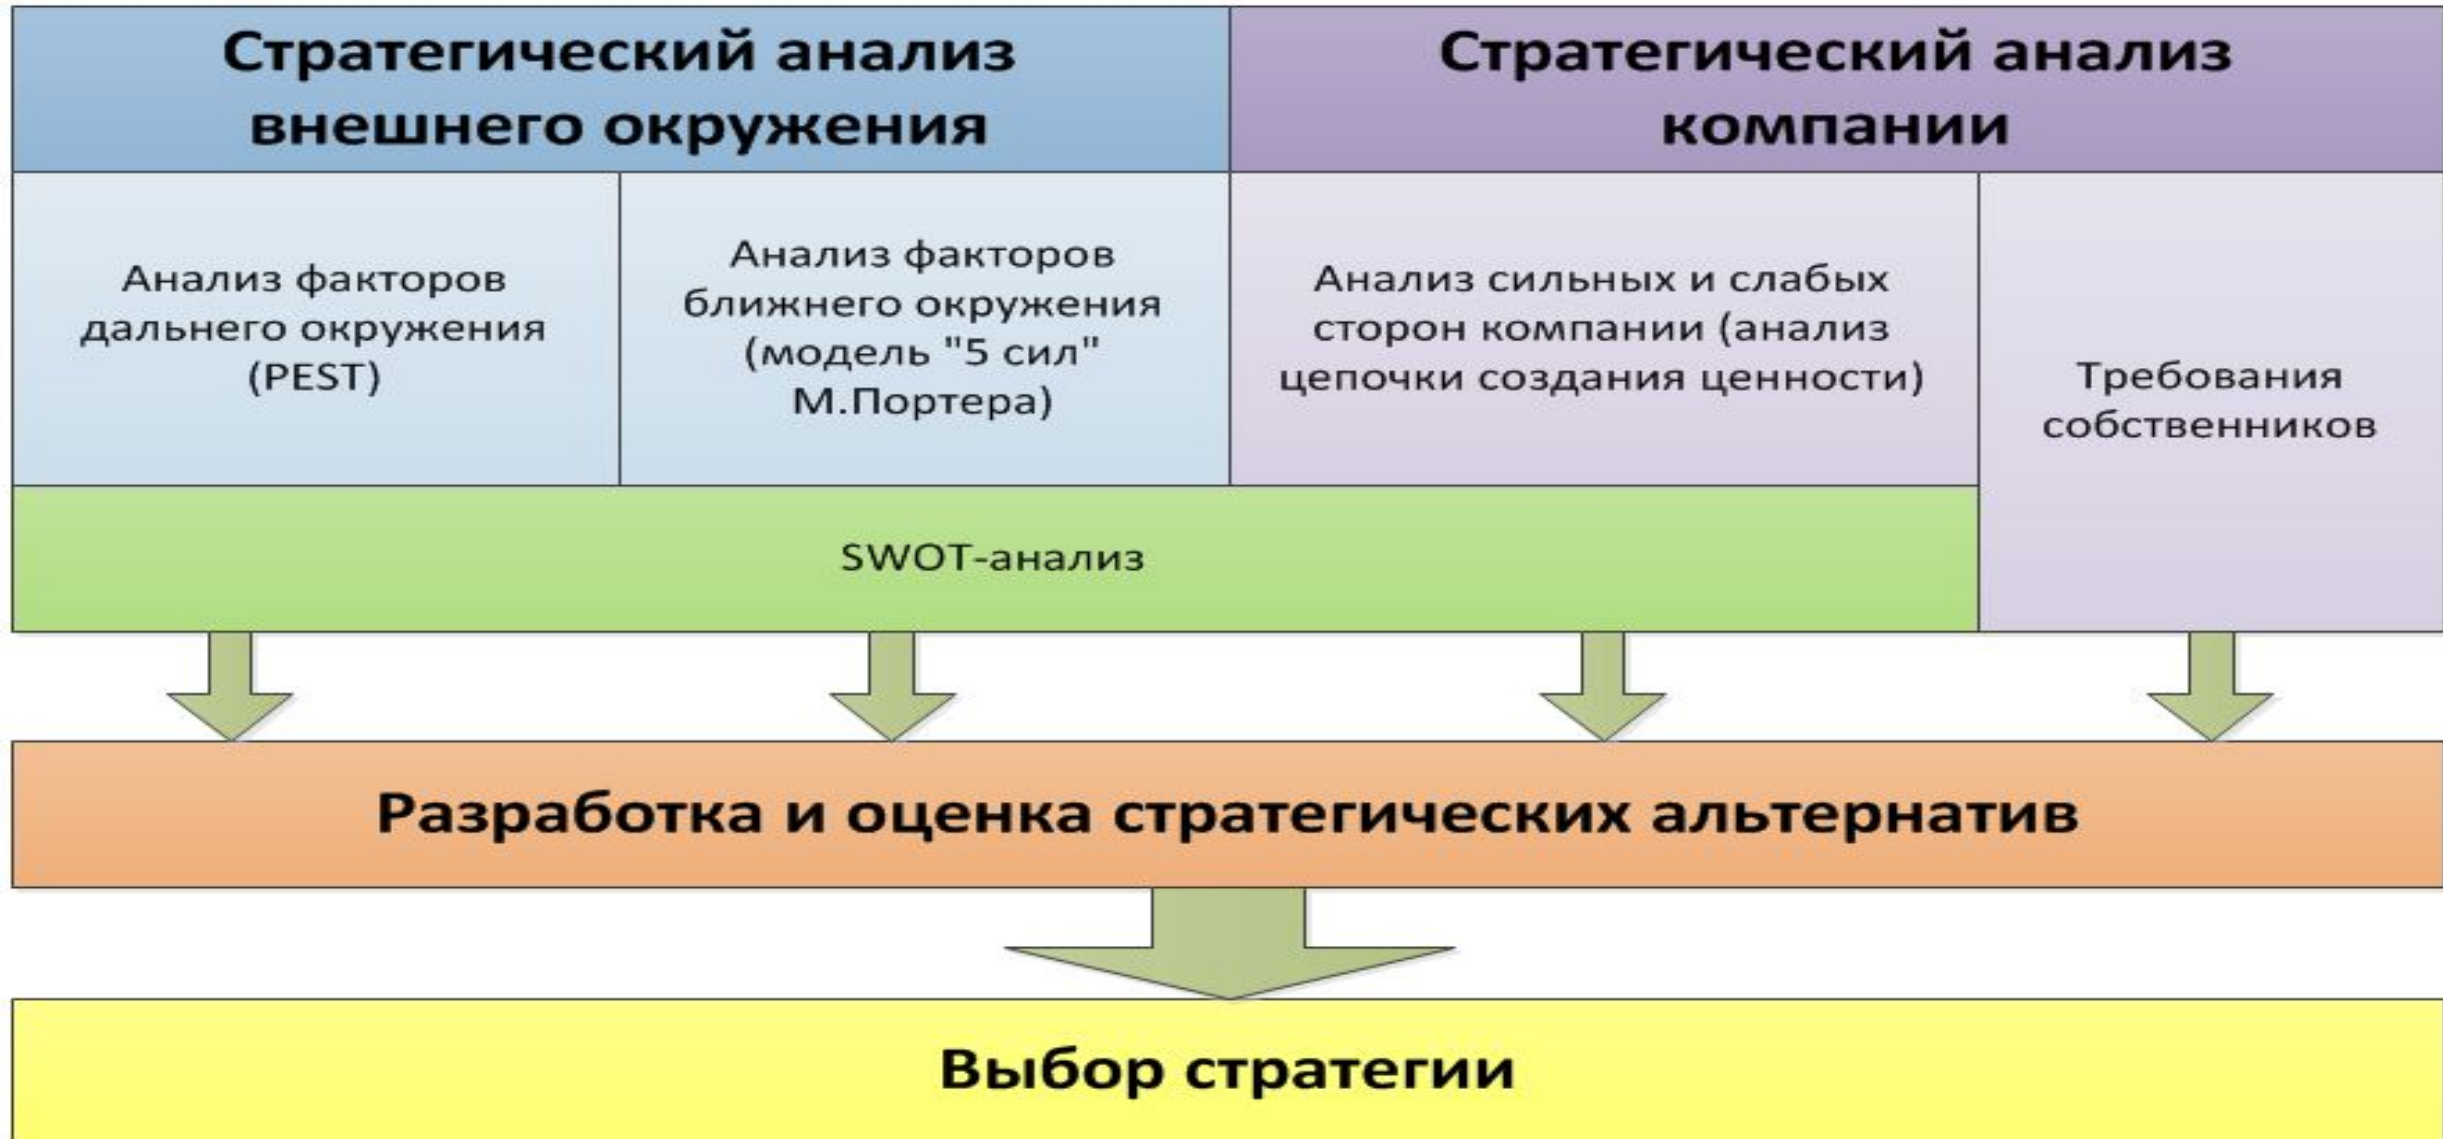 Стратегический анализ
внешнего окружения
Стратегический анализ
компании
Анализ факторов
дальнего окружения
(PEST)
Анализ факторов
ближнего окружения
(модель "5 сил"
М.Портера)
Анализ сильных и слабых
сторон компании (анализ
цепочки создания ценности)
Требования
собственников
SWOT-анализ
Разработка и оценка стратегических альтернатив
Выбор стратегии